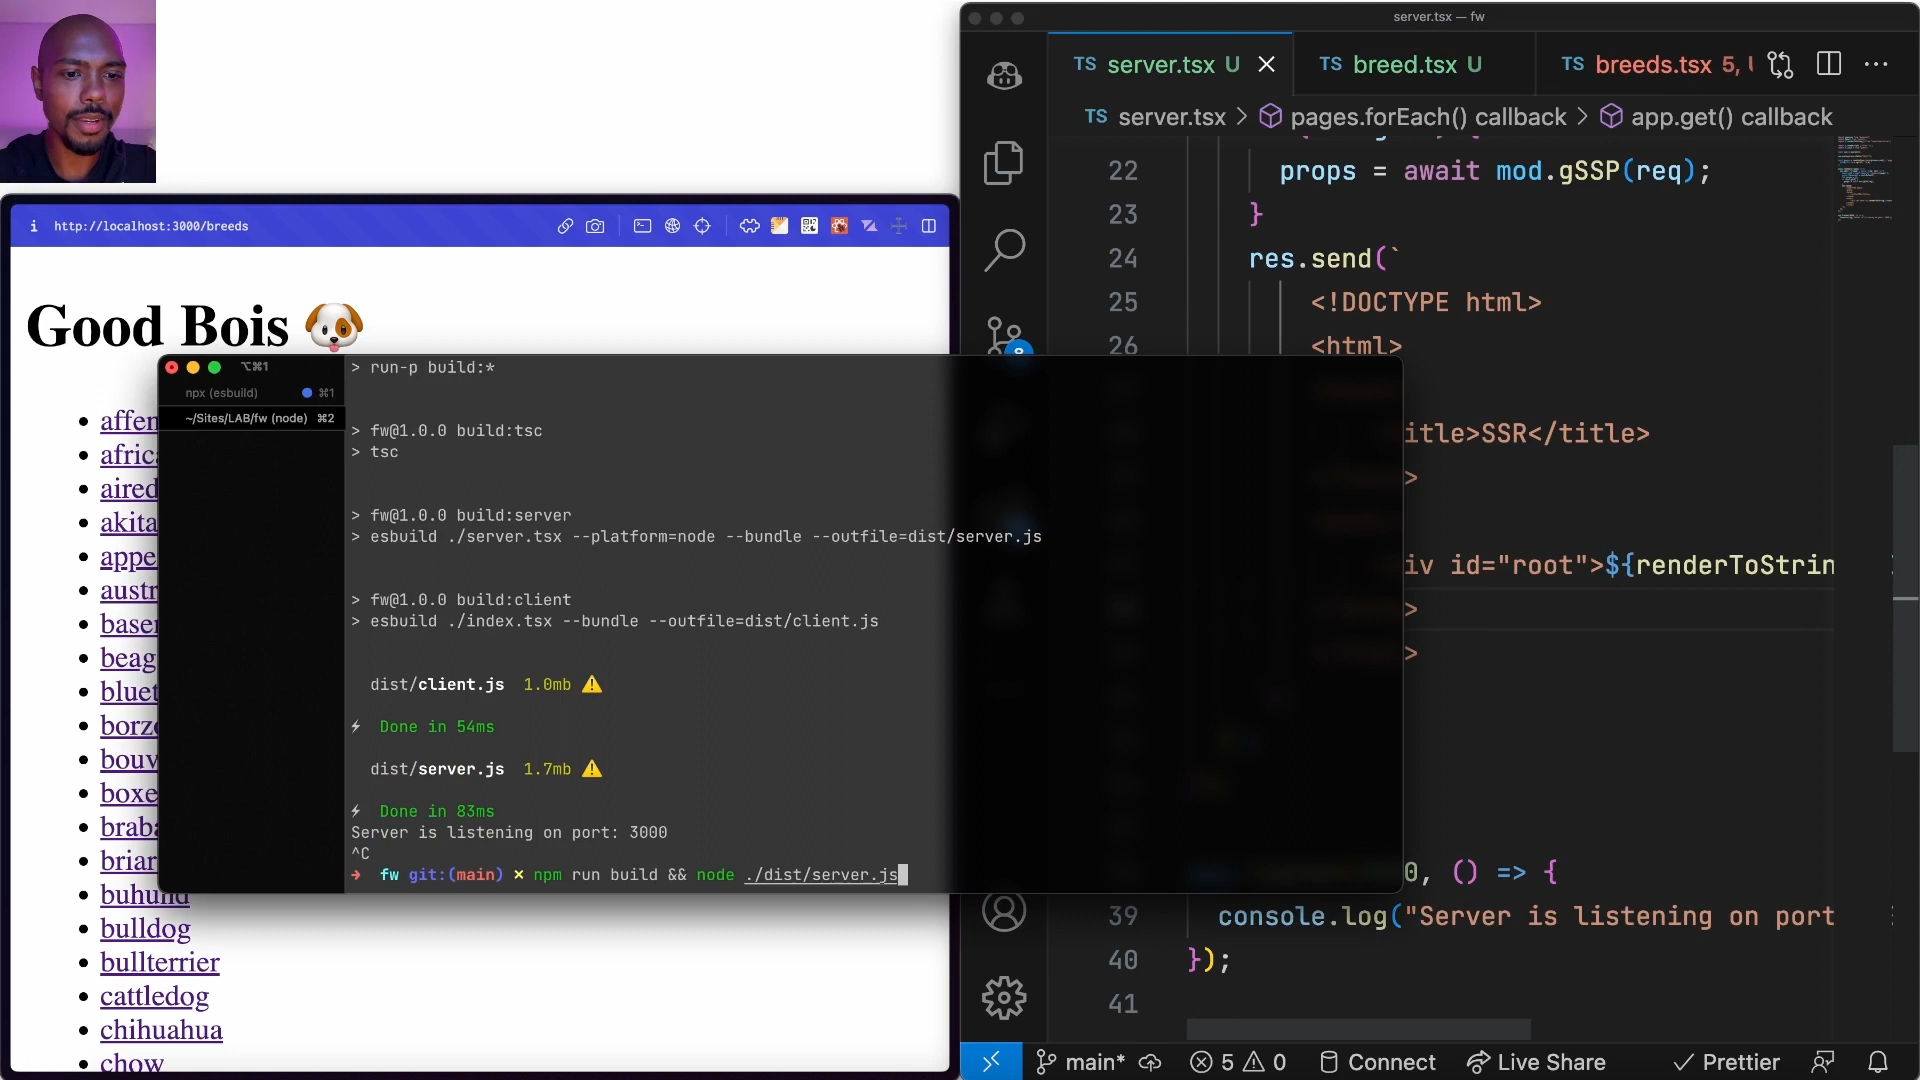 server.tsx — fw
TS server.tsx U
TS breed.tsx U
TS breeds.tsx 5,
TS server.tsx > pages.forEach() callback > app.get() callback
22 props = await mod.gSSP(req);
23 }
24 res.send(`
25 <!DOCTYPE html>
26 <html>
itle>SSR</title>
>
iv id="root">${renderToStrin
>
>
0, () => {
39 console.log("Server is listening on port
40 });
41
main* 5 0 Connect Live Share Prettier
i http://localhost:3000/breeds
Good Bois
affen
africa
aired
akita
appe
austr
basen
beag
bluet
borzo
bouv
boxe
braba
briar
buhund
bulldog
bullterrier
cattledog
chihuahua
chow
⌥⌘1
npx (esbuild) ⌘1
~/Sites/LAB/fw (node) ⌘2
> run-p build:*
> fw@1.0.0 build:tsc
> tsc
> fw@1.0.0 build:server
> esbuild ./server.tsx --platform=node --bundle --outfile=dist/server.js
> fw@1.0.0 build:client
> esbuild ./index.tsx --bundle --outfile=dist/client.js
dist/client.js 1.0mb ⚠️
⚡ Done in 54ms
dist/server.js 1.7mb ⚠️
⚡ Done in 83ms
Server is listening on port: 3000
^C
➜ fw git:(main) × npm run build && node ./dist/server.js